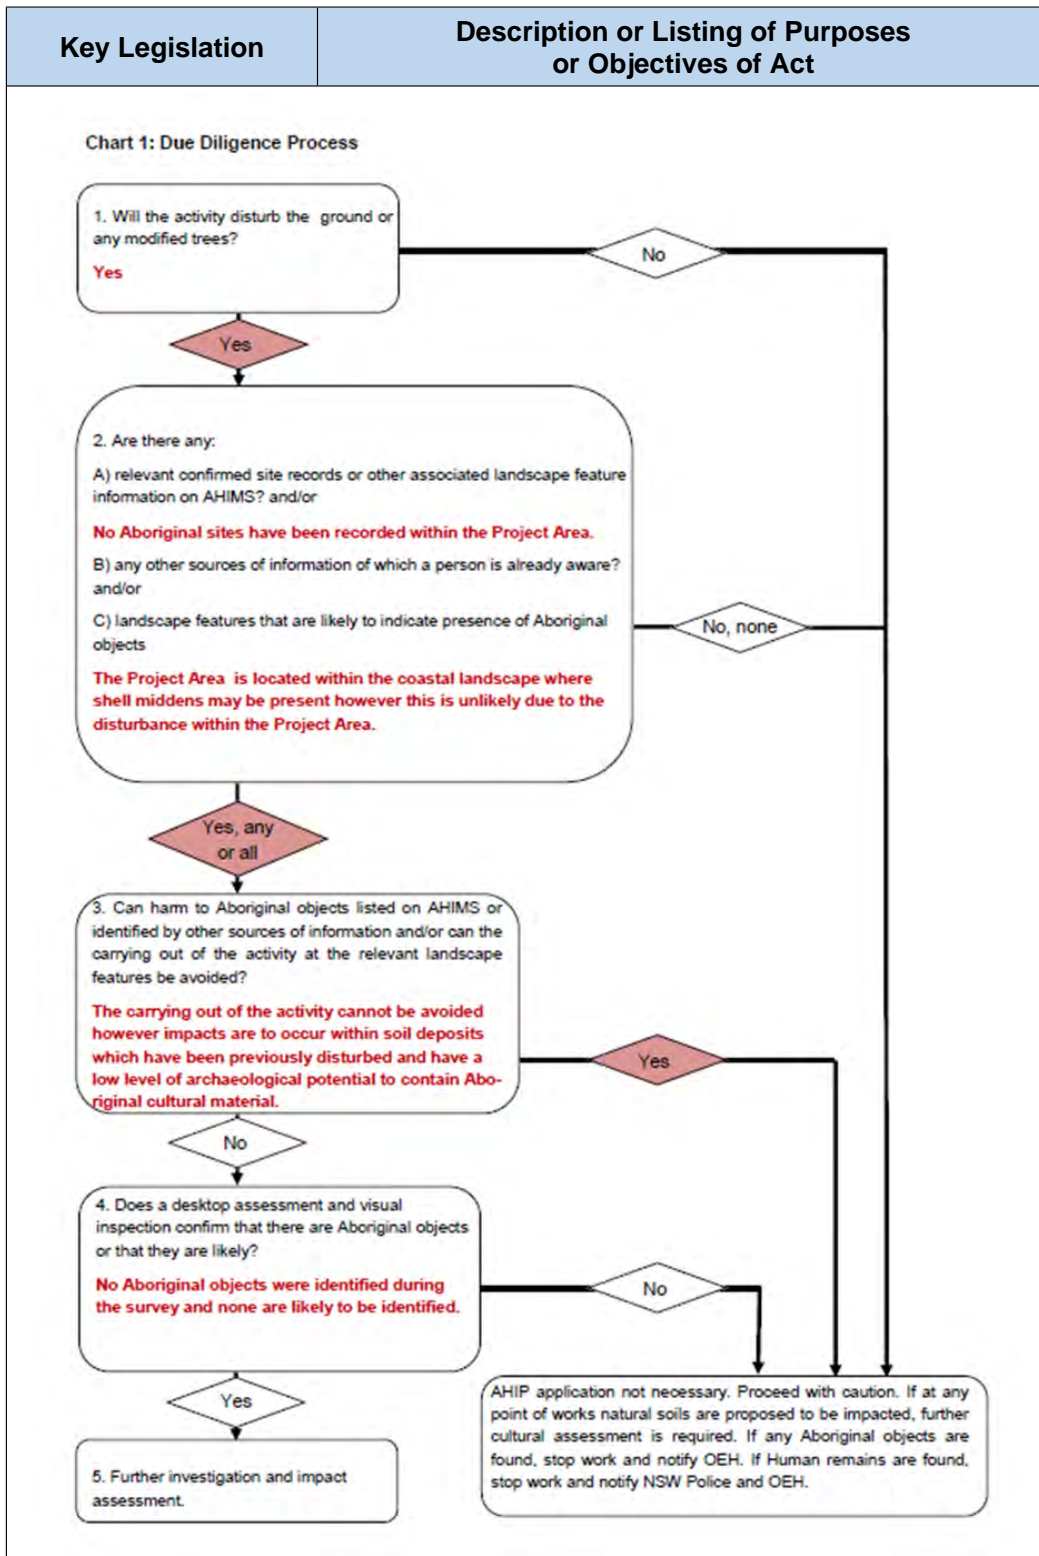 Key Legislation
Description or Listing of Purposes
or Objectives of Act
Chart 1: Due Diligence Process
1. Will the activity disturb the ground or
any modified trees?
Yes
No
Yes
2. Are there any:
A) relevant confirmed site records or other associated landscape feature
information on AHIMS? and/or
No Aboriginal sites have been recorded within the Project Area.
B) any other sources of information of which a person is already aware?
and/or
C) landscape features that are likely to indicate presence of Aboriginal
objects
The Project Area is located within the coastal landscape where
shell middens may be present however this is unlikely due to the
disturbance within the Project Area.
No, none
Yes, any
or all
3. Can harm to Aboriginal objects listed on AHIMS or
identified by other sources of information and/or can the
carrying out of the activity at the relevant landscape
features be avoided?
The carrying out of the activity cannot be avoided
however impacts are to occur within soil deposits
which have been previously disturbed and have a
low level of archaeological potential to contain Abo-
riginal cultural material.
Yes
No
4. Does a desktop assessment and visual
inspection confirm that there are Aboriginal objects
or that they are likely?
No Aboriginal objects were identified during
the survey and none are likely to be identified.
No
Yes
AHIP application not necessary. Proceed with caution. If at any
point of works natural soils are proposed to be impacted, further
cultural assessment is required. If any Aboriginal objects are
found, stop work and notify OEH. If Human remains are found,
stop work and notify NSW Police and OEH.
5. Further investigation and impact
assessment.